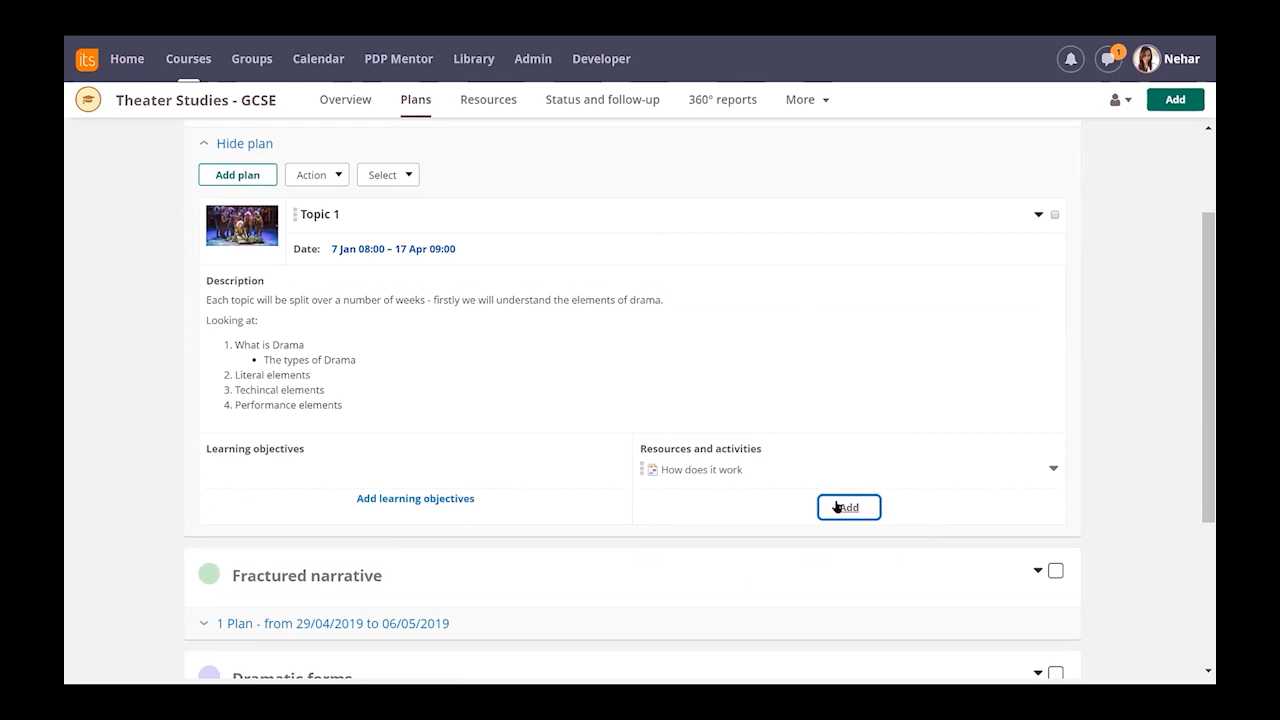 its Home Courses Groups Calendar PDP Mentor Library Admin Developer 1 Nehar
Theater Studies - GCSE Overview Plans Resources Status and follow-up 360° reports More Add
Hide plan
Add plan Action Select
Topic 1
Date: 7 Jan 08:00 – 17 Apr 09:00
Description
Each topic will be split over a number of weeks - firstly we will understand the elements of drama.
Looking at:
1. What is Drama
• The types of Drama
2. Literal elements
3. Techincal elements
4. Performance elements
Learning objectives Resources and activities
How does it work
Add learning objectives Add
Fractured narrative
1 Plan - from 29/04/2019 to 06/05/2019
Dramatic forms